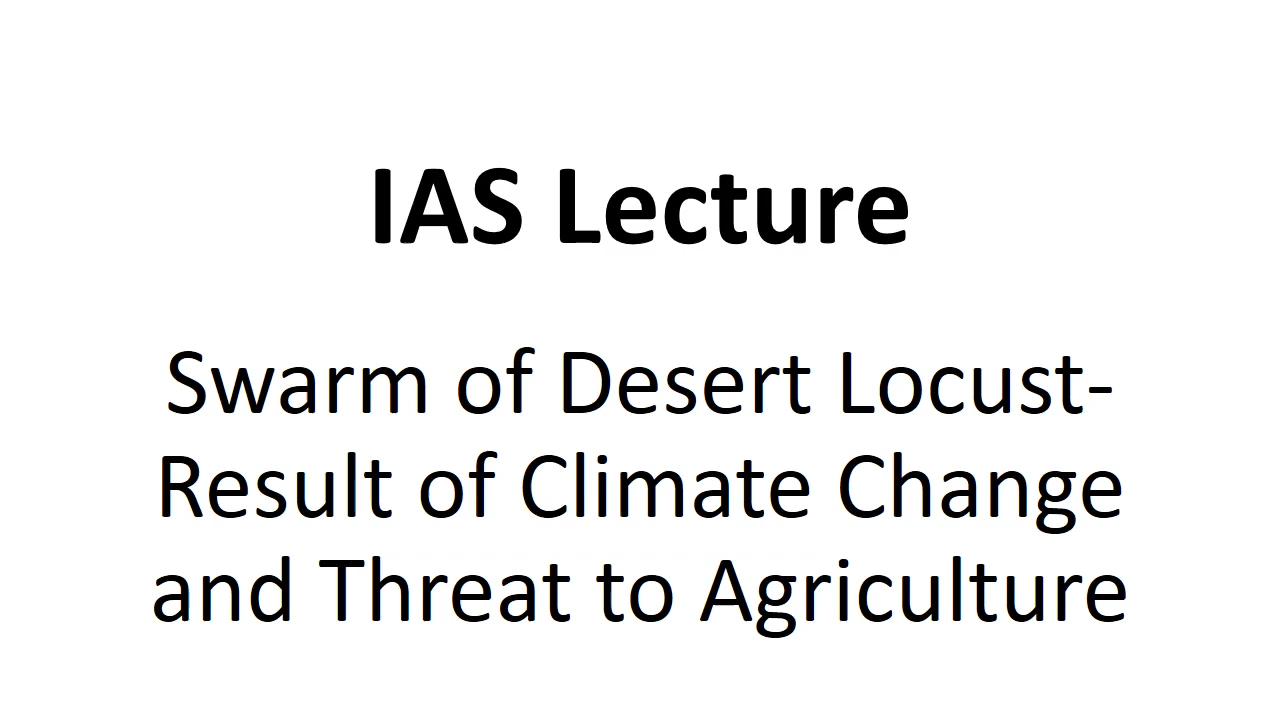 IAS Lecture
Swarm of Desert Locust-
Result of Climate Change
and Threat to Agriculture